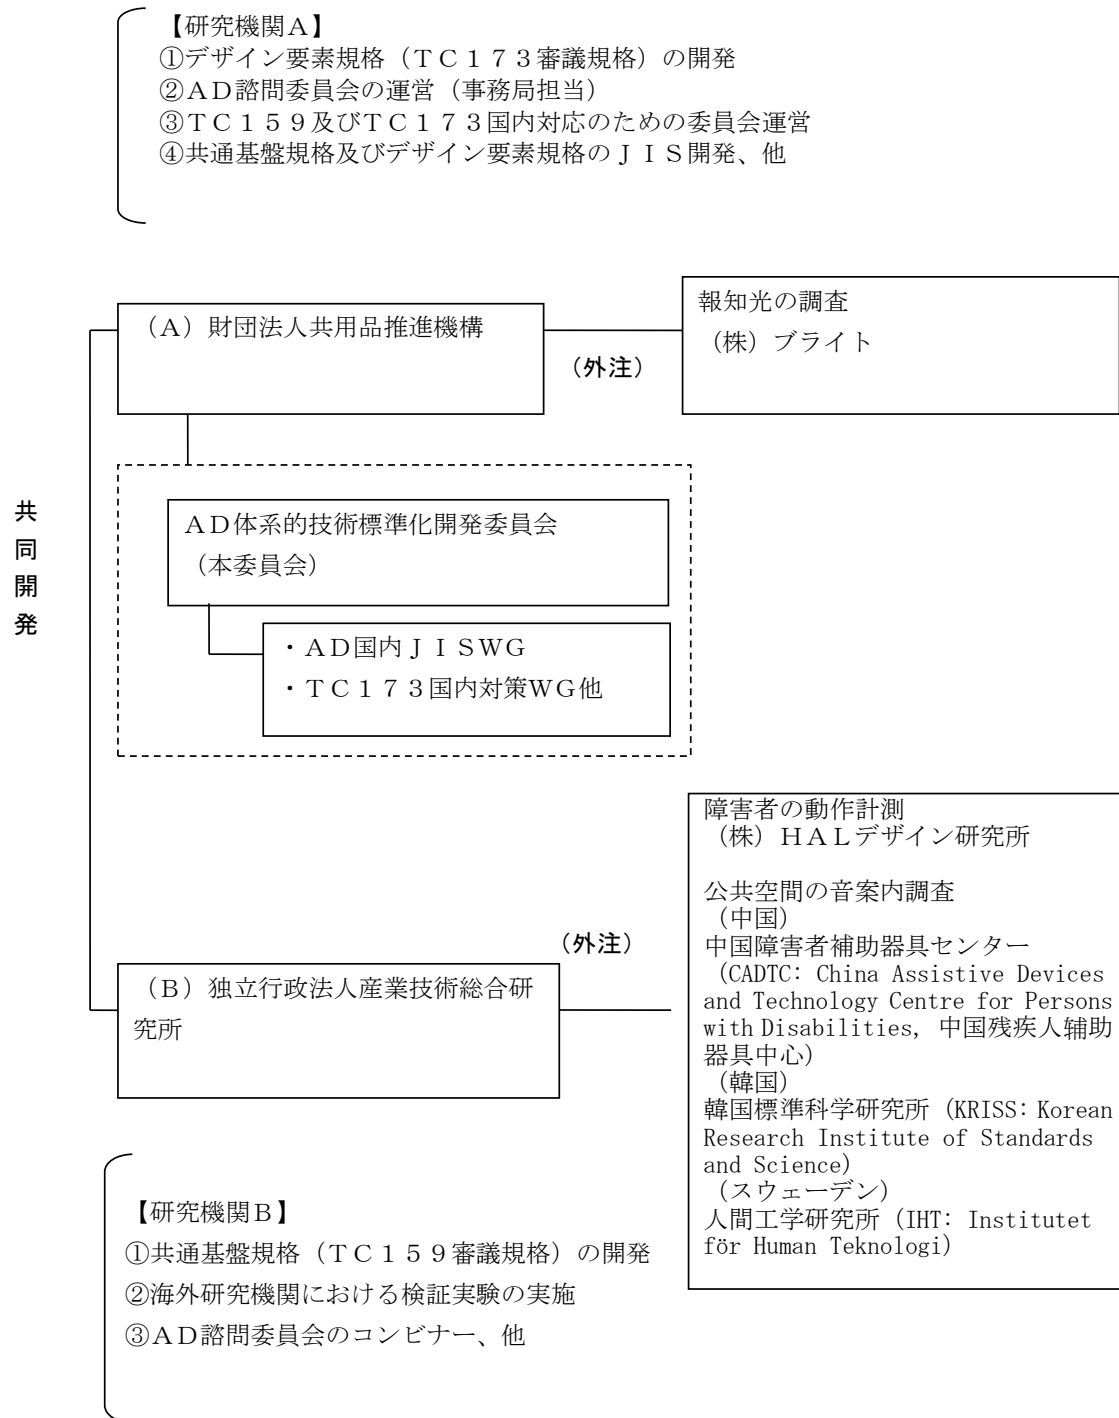 【研究機関Ａ】
①デザイン要素規格（ＴＣ１７３審議規格）の開発
②ＡＤ諮問委員会の運営（事務局担当）
③ＴＣ１５９及びＴＣ１７３国内対応のための委員会運営
④共通基盤規格及びデザイン要素規格のＪＩＳ開発、他
（Ａ）財団法人共用品推進機構
（外注）
報知光の調査
（株）ブライト
共
同
開
発
ＡＤ体系的技術標準化開発委員会
（本委員会）
・ＡＤ国内ＪＩＳWG
・ＴＣ１７３国内対策WG他
（外注）
（Ｂ）独立行政法人産業技術総合研
究所
障害者の動作計測
（株）ＨＡＬデザイン研究所
公共空間の音案内調査
（中国）
中国障害者補助器具センター
（CADTC: China Assistive Devices
and Technology Centre for Persons
with Disabilities, 中国残疾人辅助
器具中心）
（韓国）
韓国標準科学研究所（KRISS: Korean
Research Institute of Standards
and Science）
（スウェーデン）
人間工学研究所（IHT: Institutet
för Human Teknologi）
【研究機関Ｂ】
①共通基盤規格（ＴＣ１５９審議規格）の開発
②海外研究機関における検証実験の実施
③ＡＤ諮問委員会のコンビナー、他